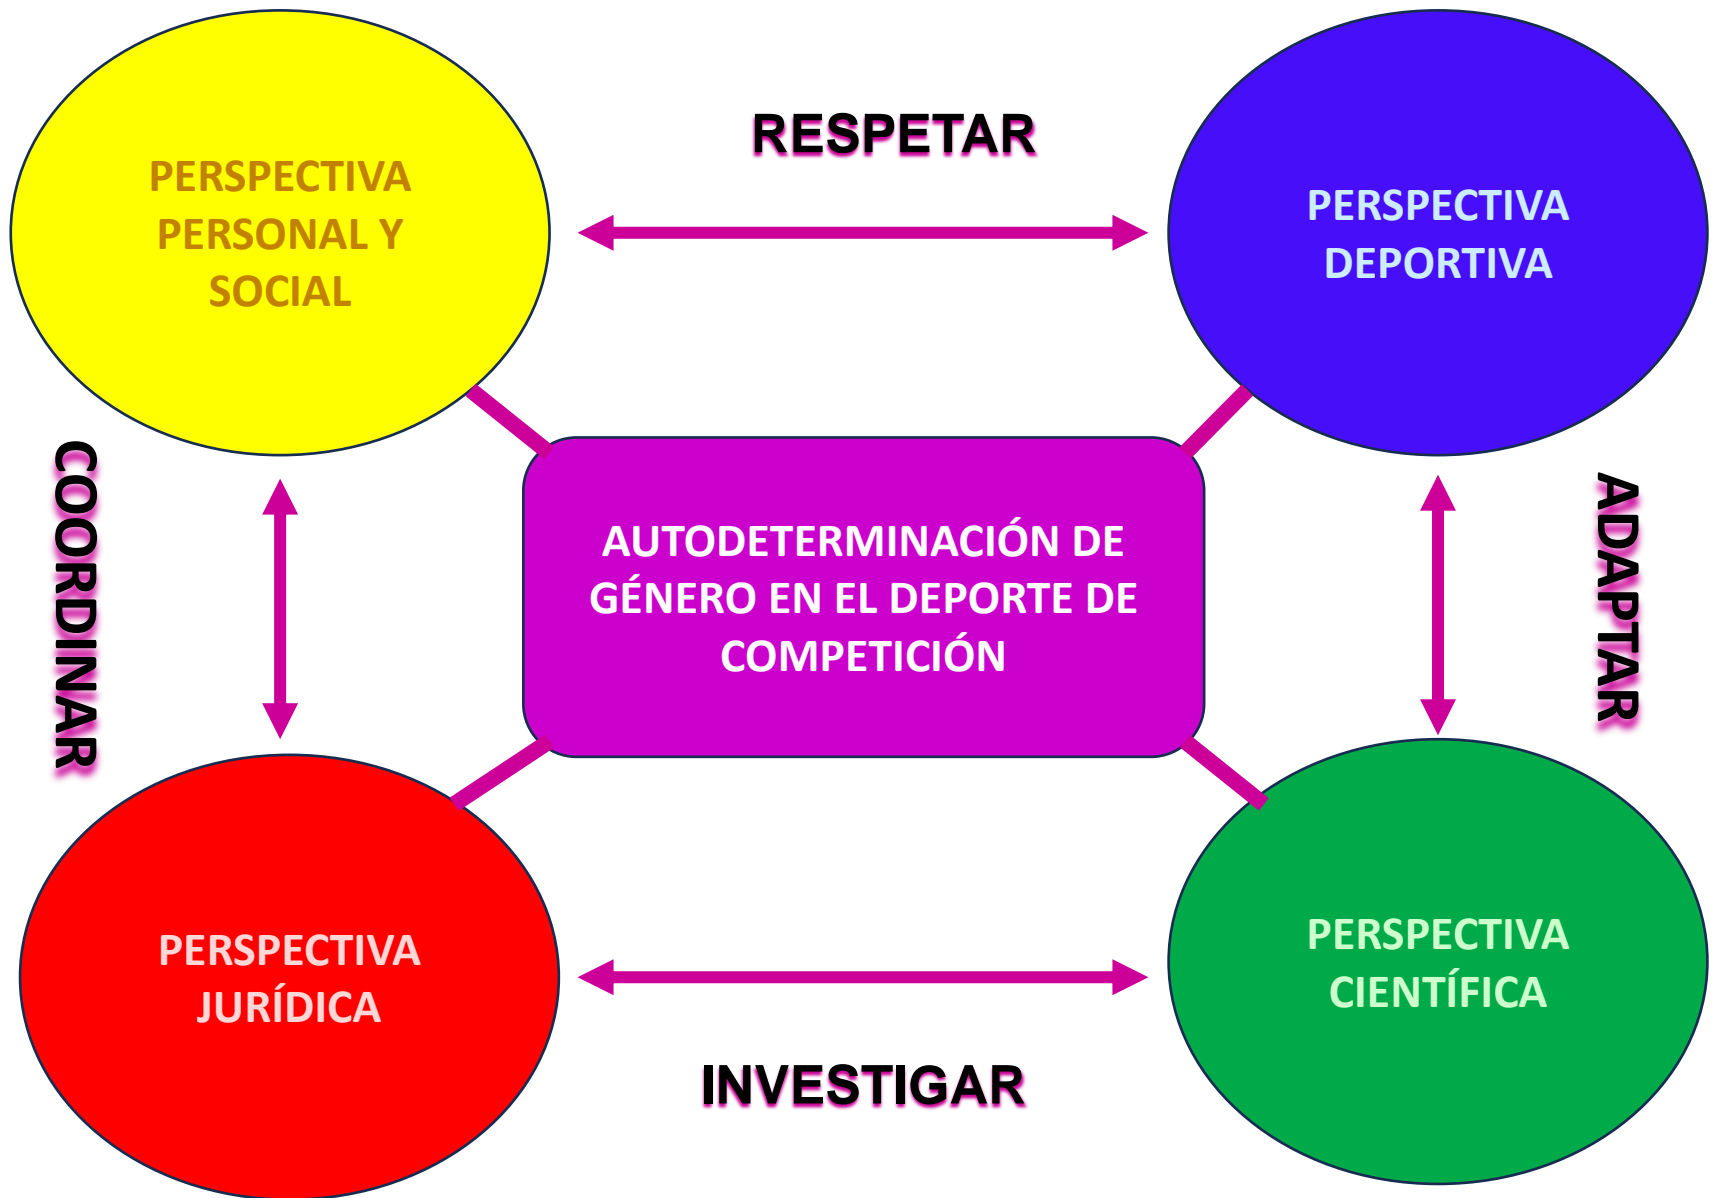 PERSPECTIVA
PERSONAL Y
SOCIAL
RESPETAR
PERSPECTIVA
DEPORTIVA
COORDINAR
AUTODETERMINACIÓN DE
GÉNERO EN EL DEPORTE DE
COMPETICIÓN
ADAPTAR
PERSPECTIVA
JURÍDICA
INVESTIGAR
PERSPECTIVA
CIENTÍFICA